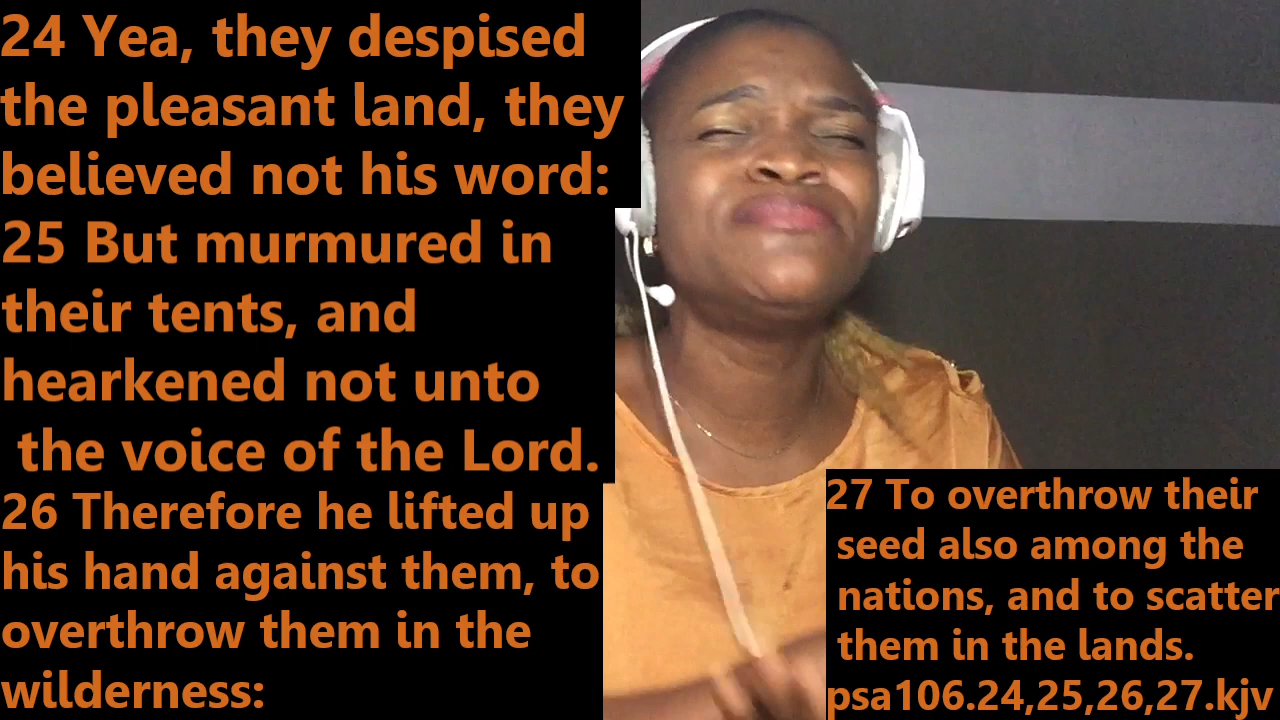 24 Yea, they despised
the pleasant land, they
believed not his word:
25 But murmured in
their tents, and
hearkened not unto
the voice of the Lord.
26 Therefore he lifted up
his hand against them, to
overthrow them in the
wilderness:
27 To overthrow their
seed also among the
nations, and to scatter
them in the lands.
psa106.24,25,26,27.kjv